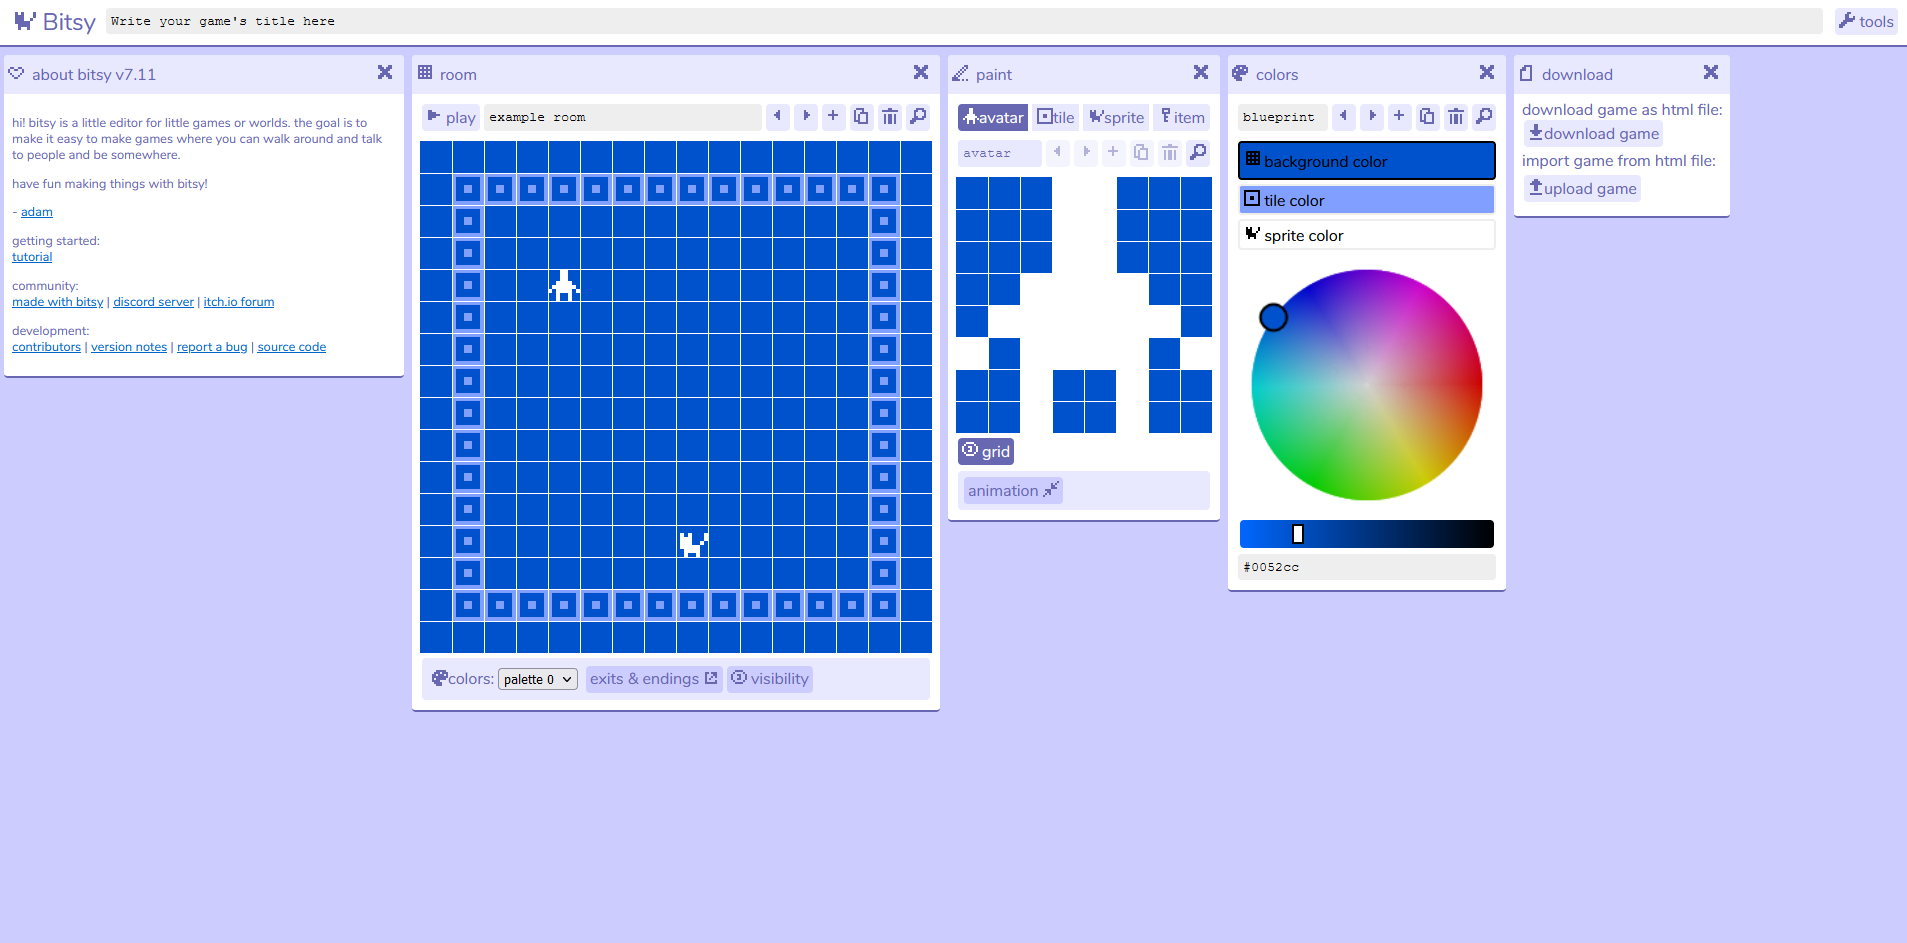 Bitsy
Write your game's title here
tools
about bitsy v7.11
hi! bitsy is a little editor for little games or worlds. the goal is to
make it easy to make games where you can walk around and talk
to people and be somewhere.
have fun making things with bitsy!
- adam
getting started:
tutorial
community:
made with bitsy | discord server | itch.io forum
development:
contributors | version notes | report a bug | source code
room
play
example room
colors:
palette 0
exits & endings
visibility
paint
avatar
tile
sprite
item
avatar
grid
animation
colors
blueprint
background color
tile color
sprite color
#0052cc
download
download game as html file:
download game
import game from html file:
upload game